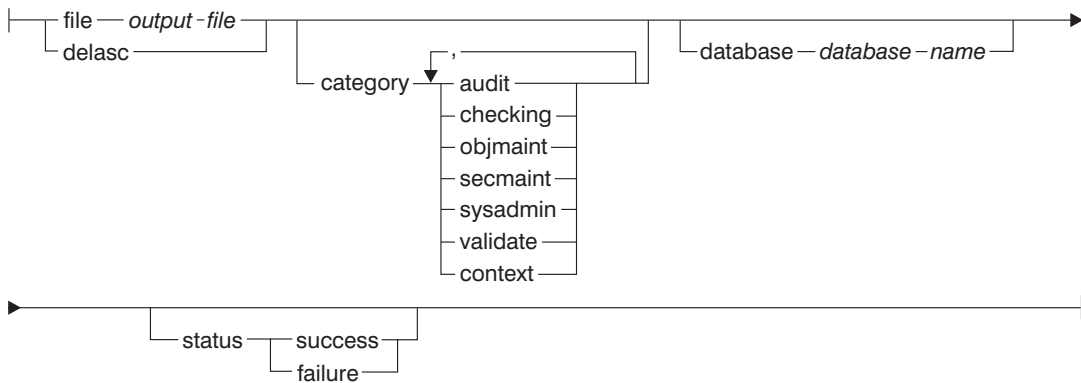 file output-file
delasc
category
,
audit
checking
objmaint
secmaint
sysadmin
validate
context
database database-name
status
success
failure